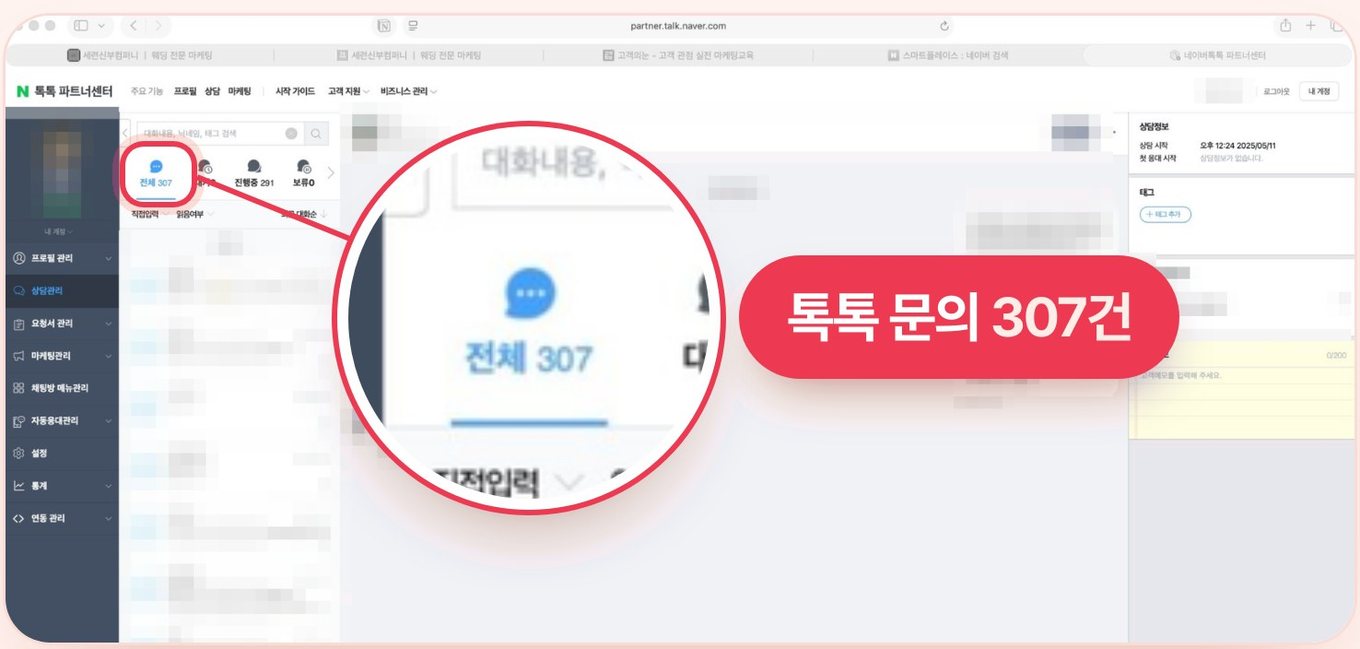 partner.talk.naver.com
세련신부컴퍼니 | 웨딩 전문 마케팅
세련신부컴퍼니 | 웨딩 전문 마케팅
고객의눈 - 고객 관점 실전 마케팅교육
스마트플레이스 : 네이버 검색
네이버톡톡 파트너센터
N 톡톡 파트너센터
주요 기능 프로필 상담 마케팅 시작 가이드 고객 지원 비즈니스 관리
로그아웃 내 계정
대화내용, 닉네임, 태그 검색
전체 307
진행중 291
보류0
직접입력 읽음여부
대화순
내 계정
프로필 관리
상담관리
요청서 관리
마케팅관리
채팅방 메뉴관리
자동응대관리
설정
통계
연동 관리
대화내용,
전체 307
직접입력
톡톡 문의 307건
상담정보
상담 시작 오후 12:24 2025/05/11
첫 응대 시작 상담정보가 없습니다.
태그
+ 태그 추가
0/200
고객메모를 입력해 주세요.